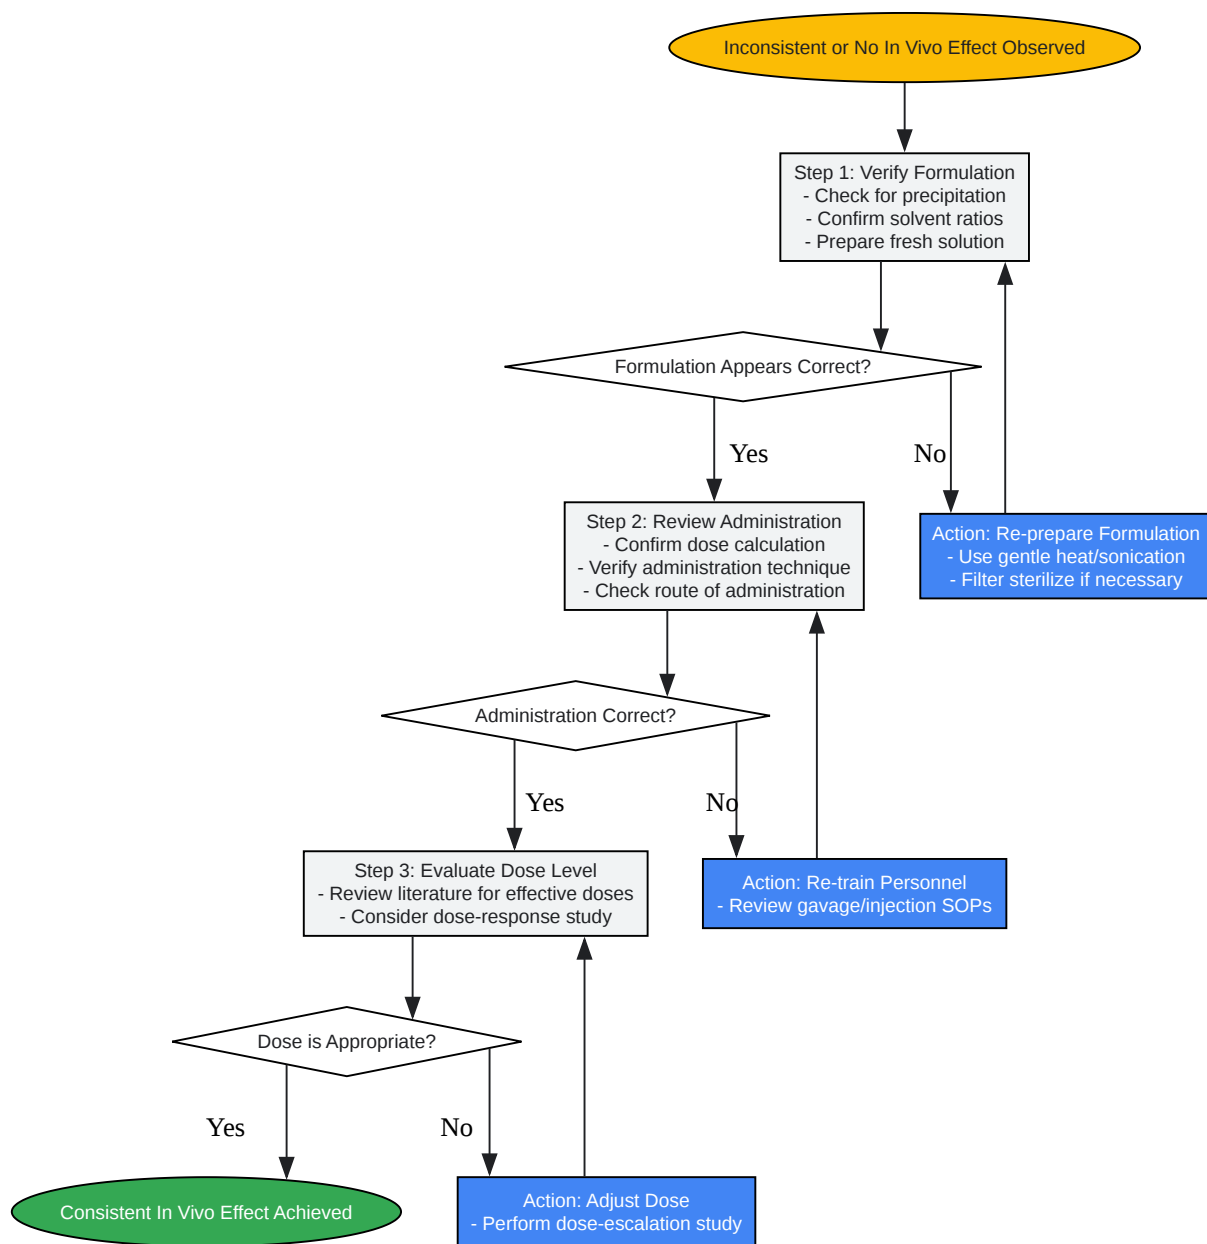 Inconsistent or No In Vivo Effect Observed
Step 1: Verify Formulation
- Check for precipitation
- Confirm solvent ratios
- Prepare fresh solution
Formulation Appears Correct?
Yes
No
Step 2: Review Administration
- Confirm dose calculation
- Verify administration technique
- Check route of administration
Action: Re-prepare Formulation
- Use gentle heat/sonication
- Filter sterilize if necessary
Administration Correct?
Yes
No
Step 3: Evaluate Dose Level
- Review literature for effective doses
- Consider dose-response study
Action: Re-train Personnel
- Review gavage/injection SOPs
Dose is Appropriate?
Yes
No
Consistent In Vivo Effect Achieved
Action: Adjust Dose
- Perform dose-escalation study